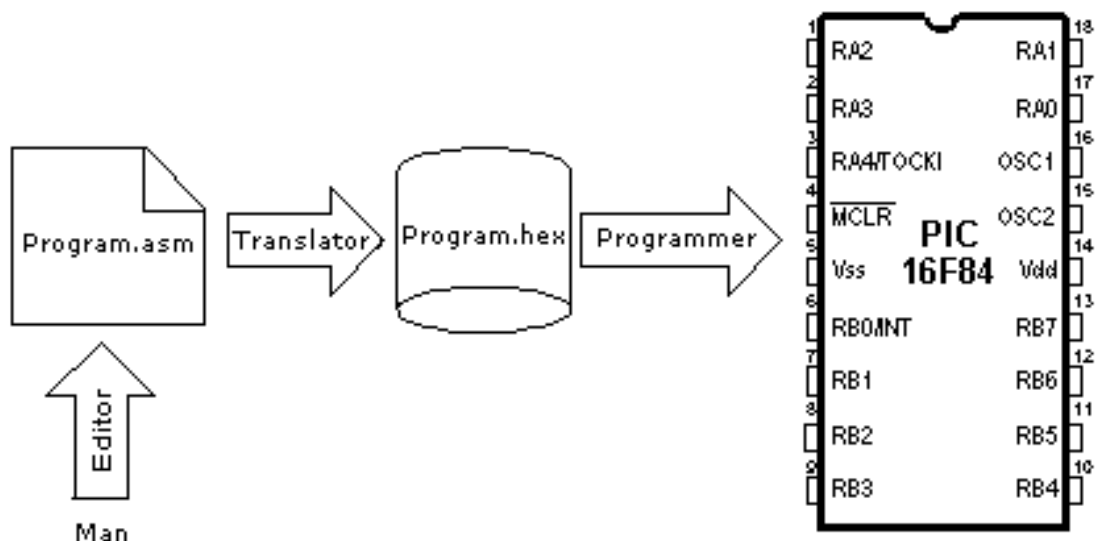 Man
Editor
Program.asm
Translator
Program.hex
Programmer
1 18
RA2 RA1
2 17
RA3 RA0
3 16
RA4/TOCKI OSC1
4 15
MCLR OSC2
PIC
5 14
Vss 16F84 Vdd
6 13
RB0/INT RB7
7 12
RB1 RB6
8 11
RB2 RB5
9 10
RB3 RB4